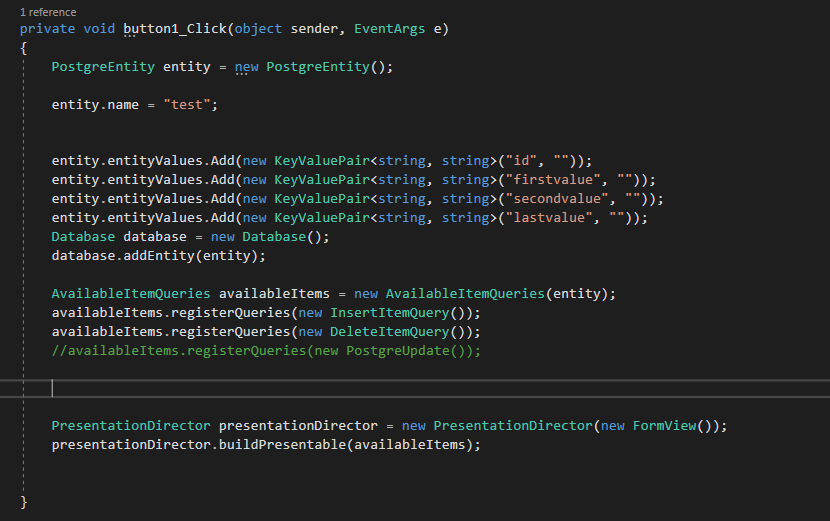 1 reference
private void button1_Click(object sender, EventArgs e)
{
PostgreEntity entity = new PostgreEntity();
entity.name = "test";
entity.entityValues.Add(new KeyValuePair<string, string>("id", ""));
entity.entityValues.Add(new KeyValuePair<string, string>("firstvalue", ""));
entity.entityValues.Add(new KeyValuePair<string, string>("secondvalue", ""));
entity.entityValues.Add(new KeyValuePair<string, string>("lastvalue", ""));
Database database = new Database();
database.addEntity(entity);
AvailableItemQueries availableItems = new AvailableItemQueries(entity);
availableItems.registerQueries(new InsertItemQuery());
availableItems.registerQueries(new DeleteItemQuery());
//availableItems.registerQueries(new PostgreUpdate());
PresentationDirector presentationDirector = new PresentationDirector(new FormView());
presentationDirector.buildPresentable(availableItems);
}